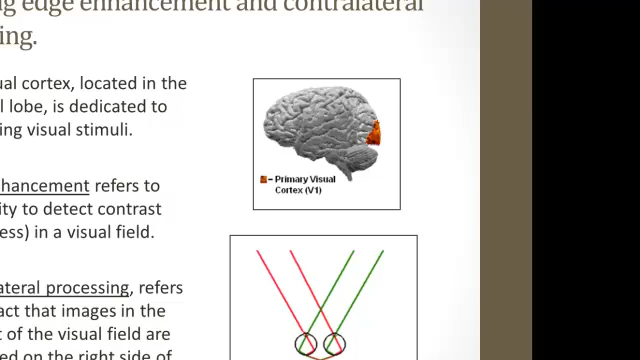 ng edge enhancement and contralateral
ing.
ual cortex, located in the
l lobe, is dedicated to
ing visual stimuli.
nhancement refers to
ity to detect contrast
ess) in a visual field.
ateral processing, refers
act that images in the
t of the visual field are
ed on the right side of
= Primary Visual
Cortex (V1)